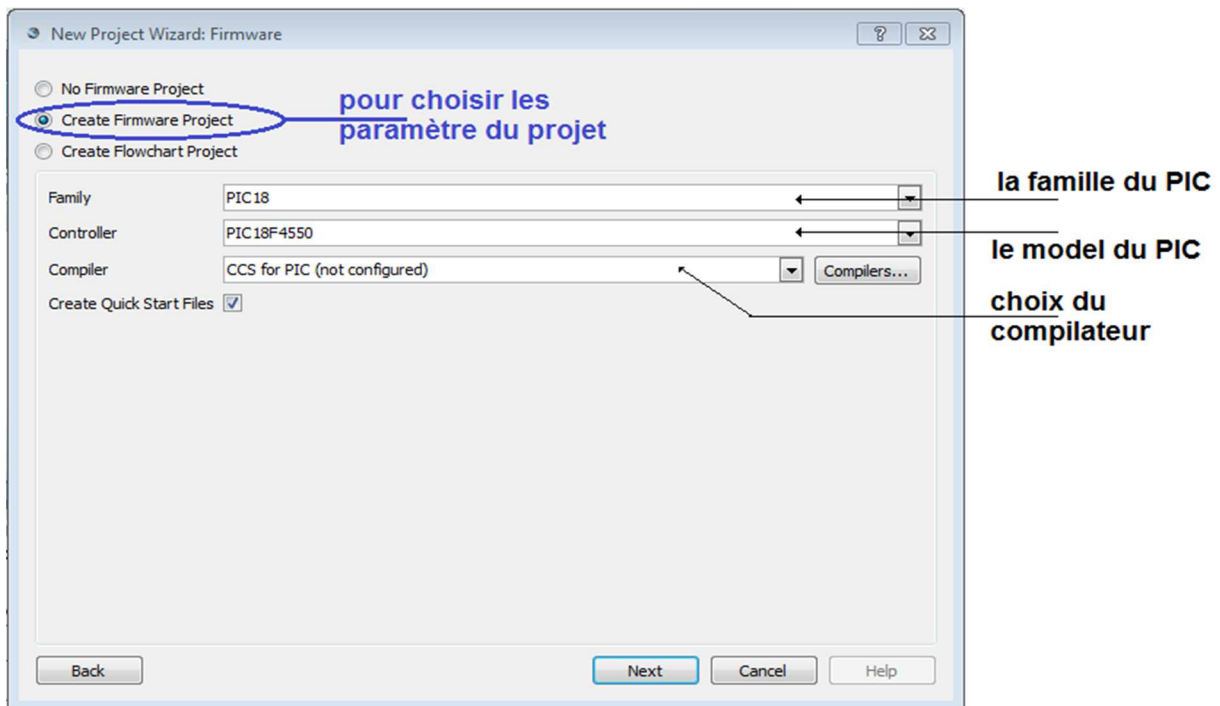 New Project Wizard: Firmware
No Firmware Project
Create Firmware Project
Create Flowchart Project
pour choisir les
paramètre du projet
Family
PIC18
la famille du PIC
Controller
PIC18F4550
le model du PIC
Compiler
CCS for PIC (not configured)
Compilers...
choix du
compilateur
Create Quick Start Files
Back
Next
Cancel
Help